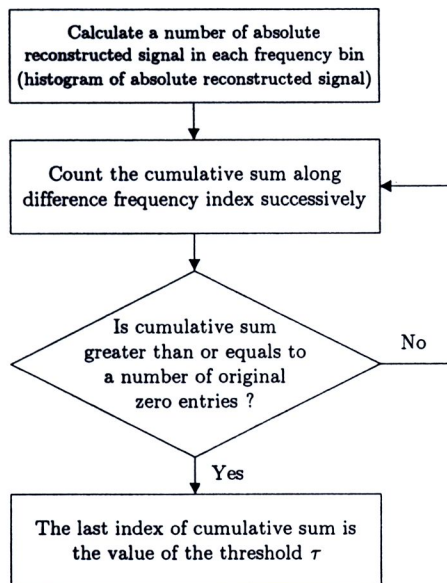 Calculate a number of absolute
reconstructed signal in each frequency bin
(histogram of absolute reconstructed signal)
Count the cumulative sum along
difference frequency index successively
Is cumulative sum
greater than or equals to
a number of original
zero entries ?
No
Yes
The last index of cumulative sum is
the value of the threshold τ